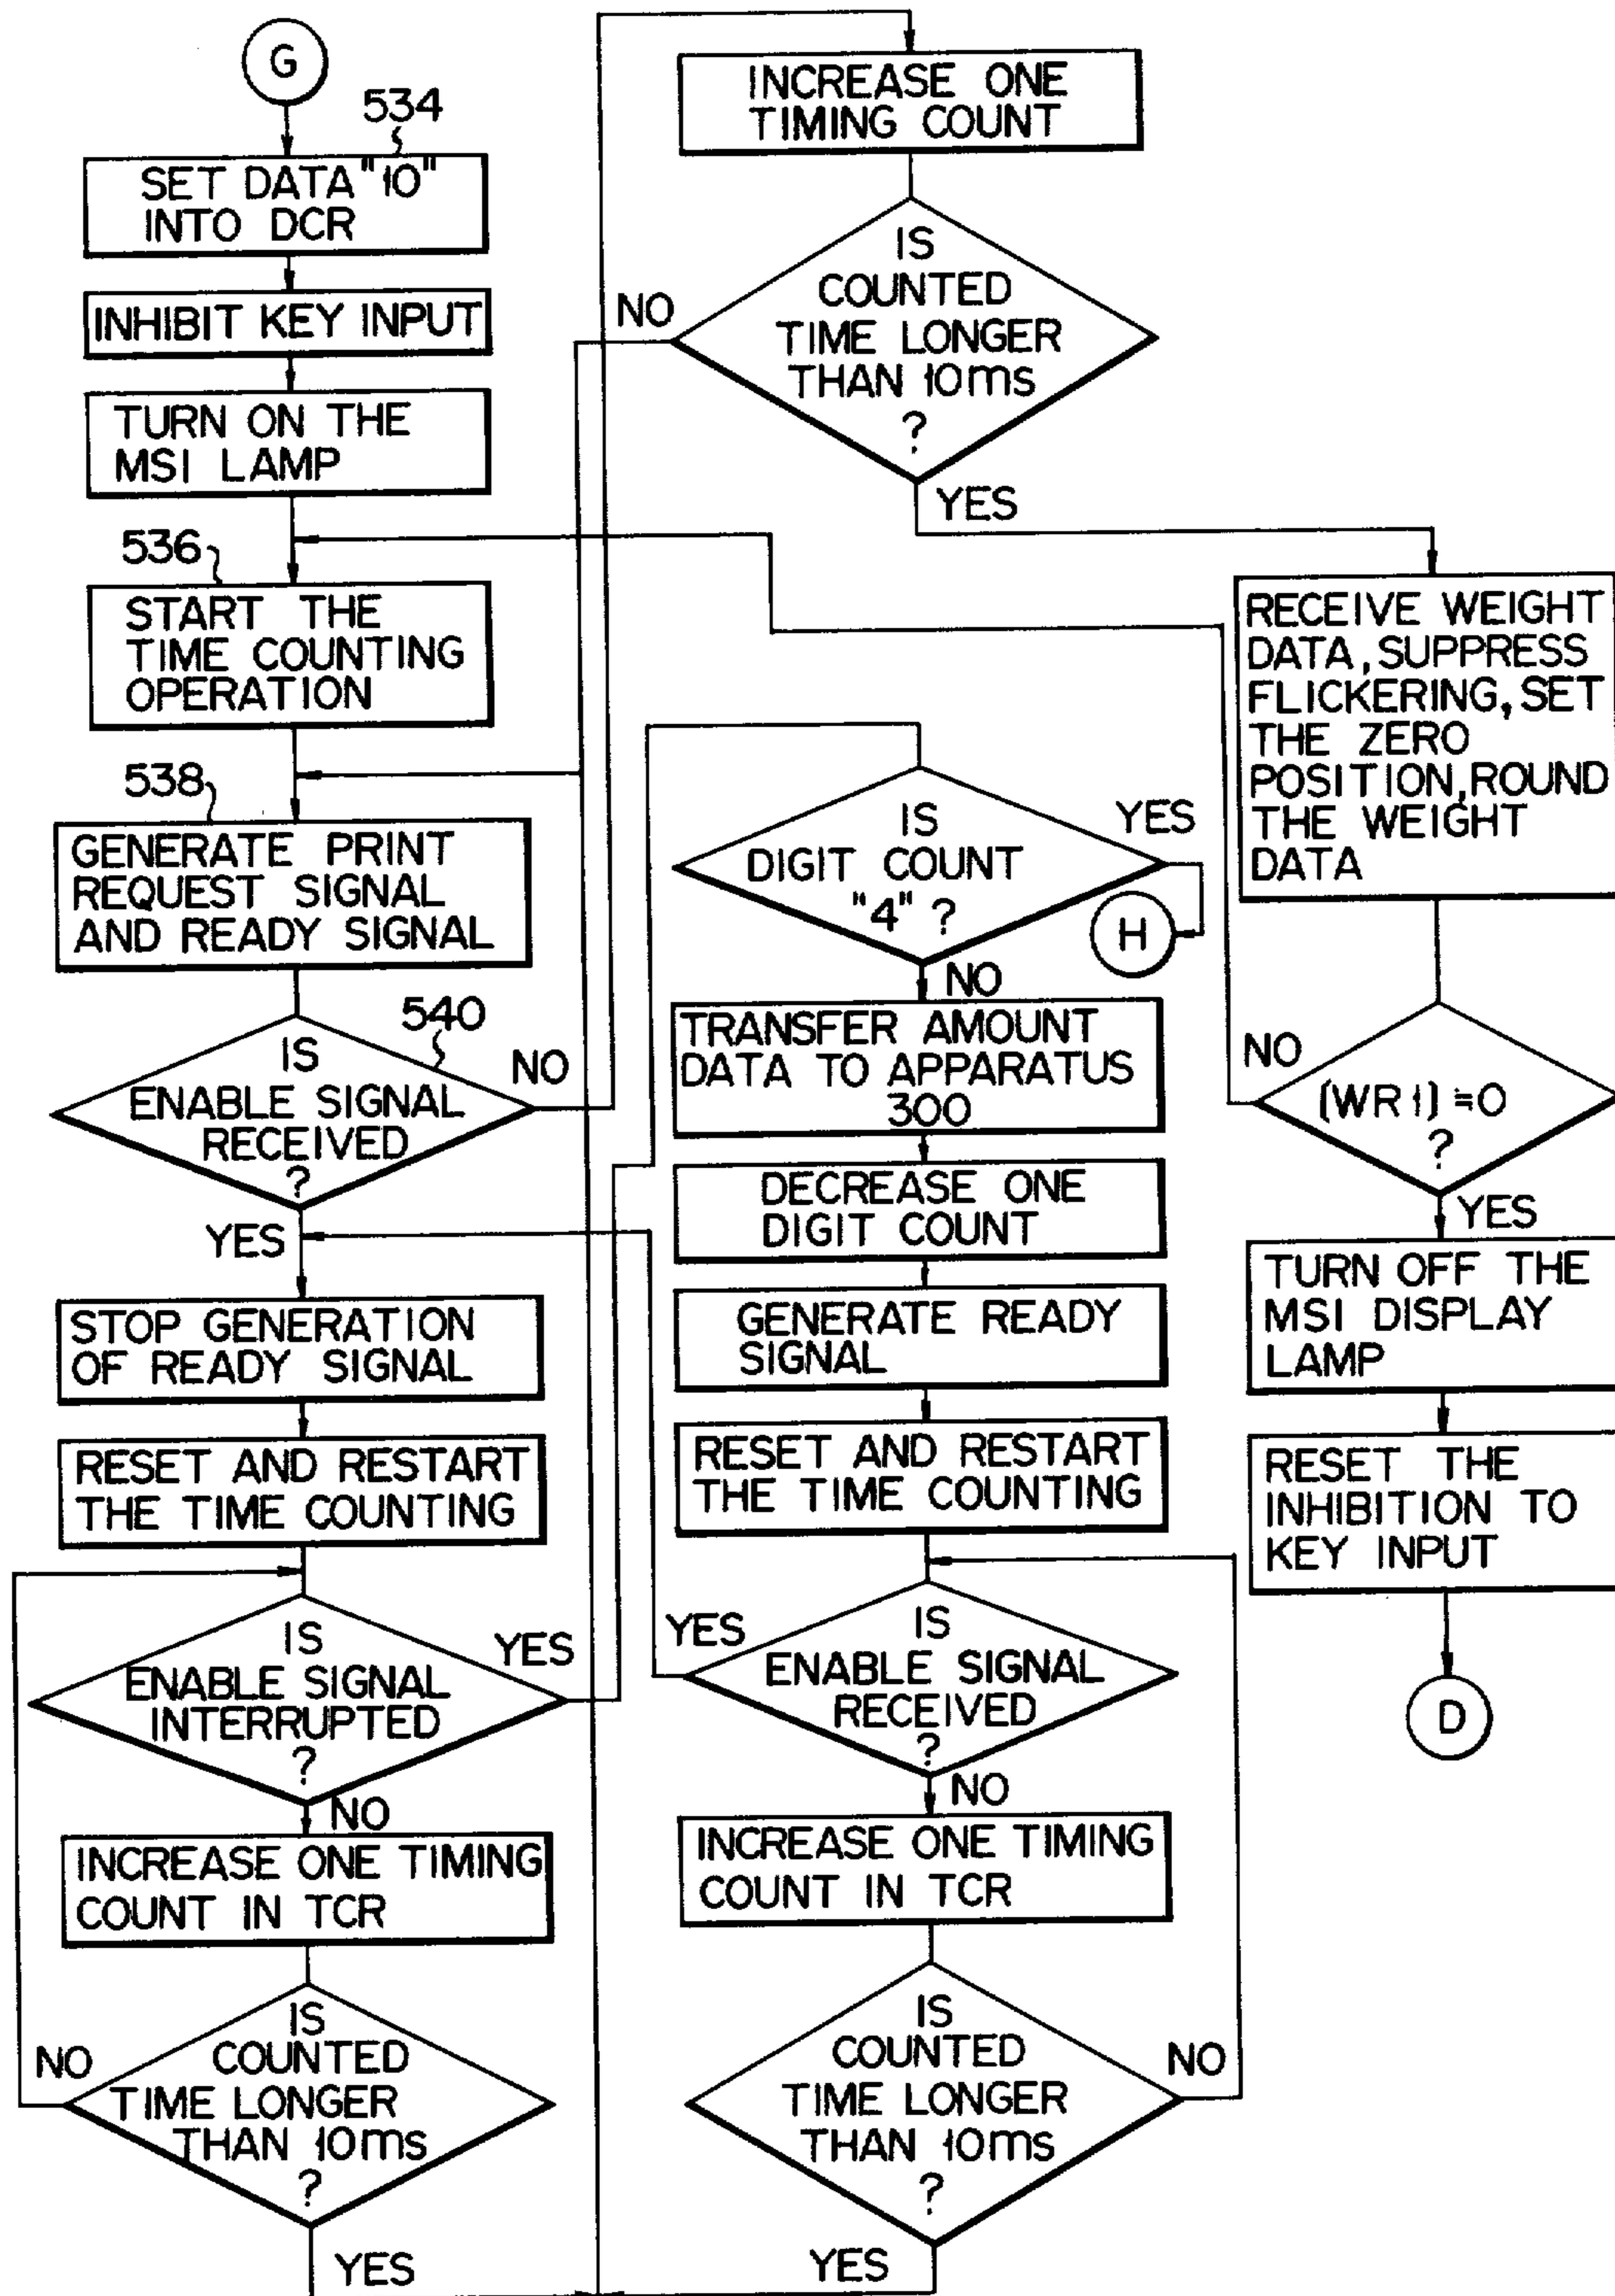 G
534
SET DATA "10"
INTO DCR
INHIBIT KEY INPUT
TURN ON THE
MSI LAMP
536
START THE
TIME COUNTING
OPERATION
538
GENERATE PRINT
REQUEST SIGNAL
AND READY SIGNAL
540
IS
ENABLE SIGNAL
RECEIVED
?
NO
YES
STOP GENERATION
OF READY SIGNAL
RESET AND RESTART
THE TIME COUNTING
IS
ENABLE SIGNAL
INTERRUPTED
?
YES
NO
INCREASE ONE TIMING
COUNT IN TCR
IS
COUNTED
TIME LONGER
THAN 10ms
?
NO
YES
INCREASE ONE
TIMING COUNT
IS
COUNTED
TIME LONGER
THAN 10ms
?
NO
YES
IS
DIGIT COUNT
"4" ?
YES
H
NO
TRANSFER AMOUNT
DATA TO APPARATUS
300
DECREASE ONE
DIGIT COUNT
GENERATE READY
SIGNAL
RESET AND RESTART
THE TIME COUNTING
IS
ENABLE SIGNAL
RECEIVED
?
YES
NO
INCREASE ONE TIMING
COUNT IN TCR
IS
COUNTED
TIME LONGER
THAN 10ms
?
NO
YES
RECEIVE WEIGHT
DATA, SUPPRESS
FLICKERING, SET
THE ZERO
POSITION, ROUND
THE WEIGHT
DATA
(WR1)≒0
?
NO
YES
TURN OFF THE
MSI DISPLAY
LAMP
RESET THE
INHIBITION TO
KEY INPUT
D